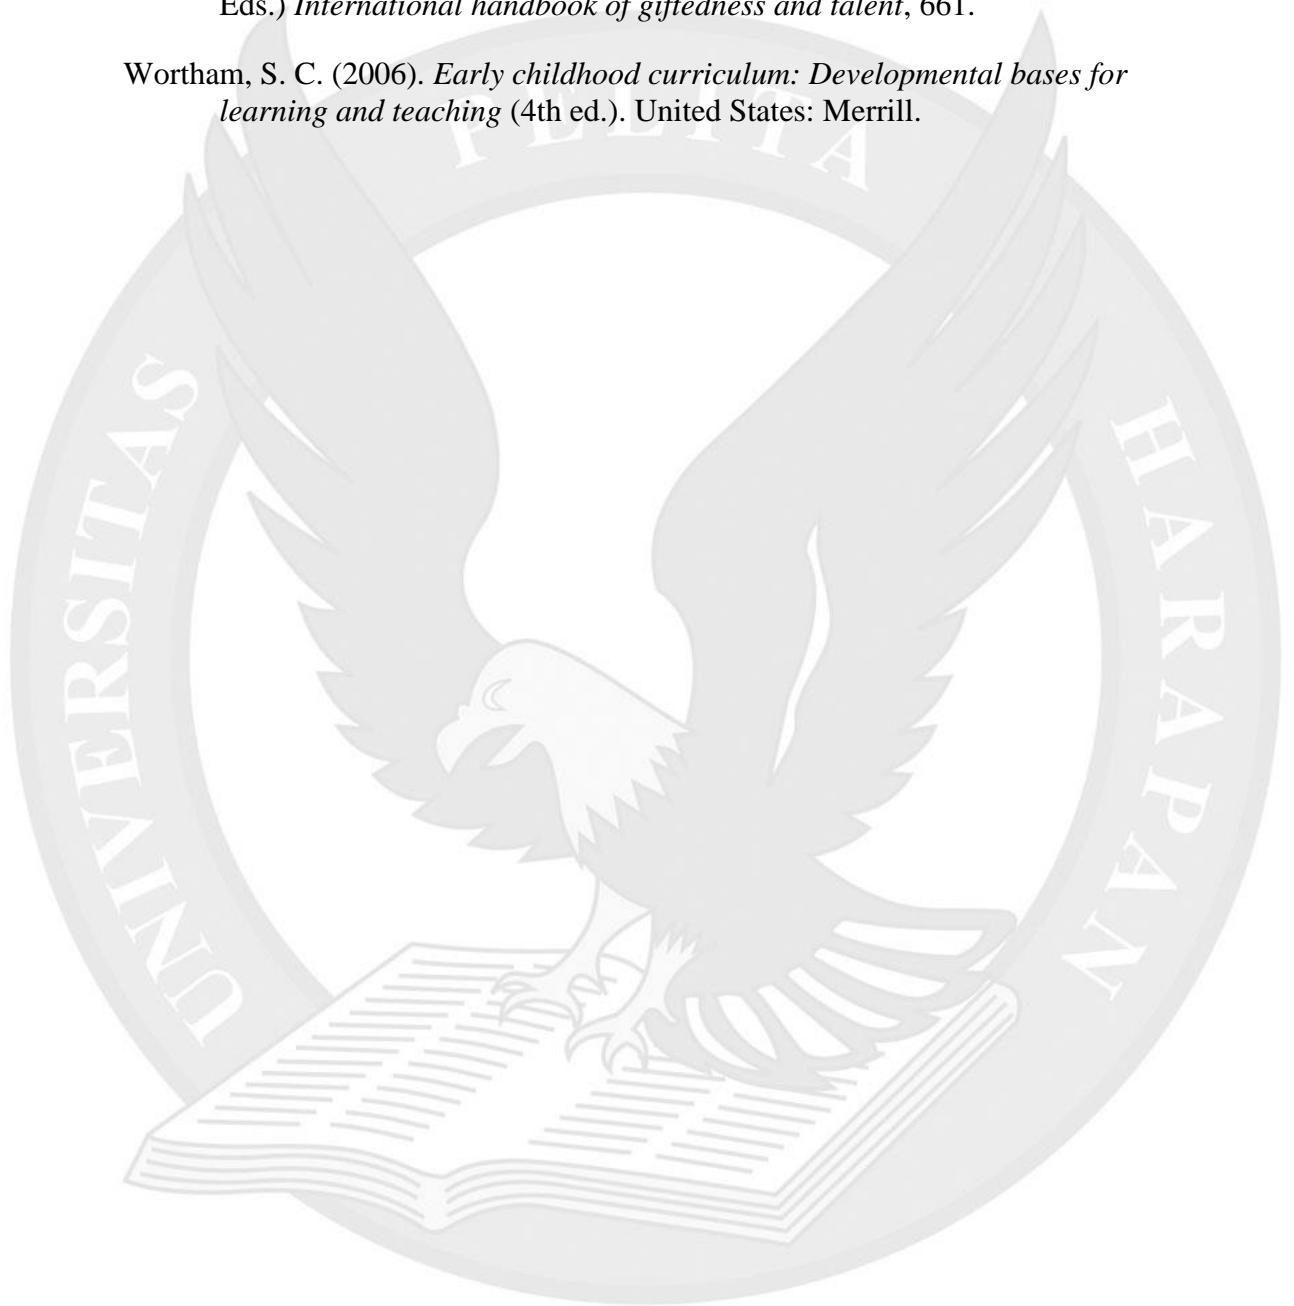 Eds.) International handbook of giftedness and talent, 661.
Wortham, S. C. (2006). Early childhood curriculum: Developmental bases for
learning and teaching (4th ed.). United States: Merrill.
UNIVERSITAS PELITA HARAPAN